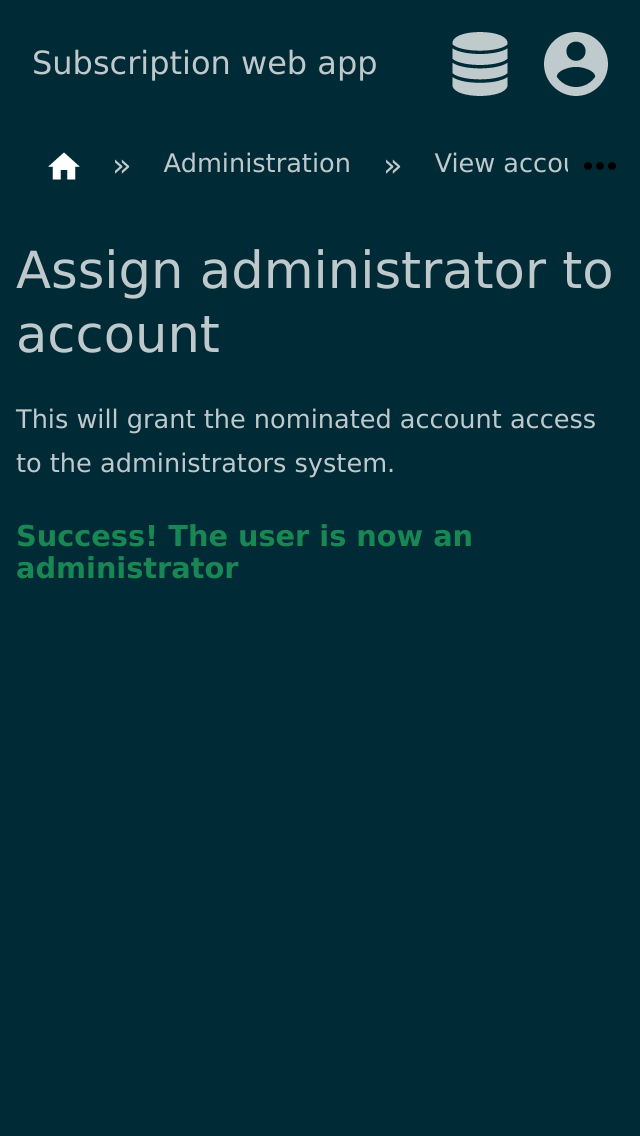 Subscription web app
» Administration » View accou
Assign administrator to
account
This will grant the nominated account access
to the administrators system.
Success! The user is now an
administrator